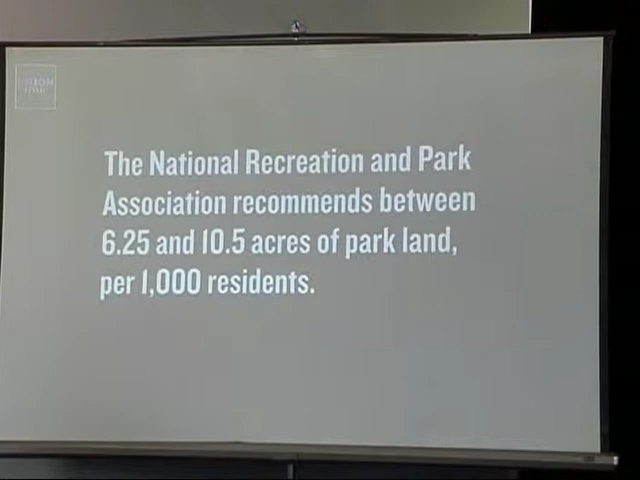 The National Recreation and Park
Association recommends between
6.25 and 10.5 acres of park land,
per 1,000 residents.